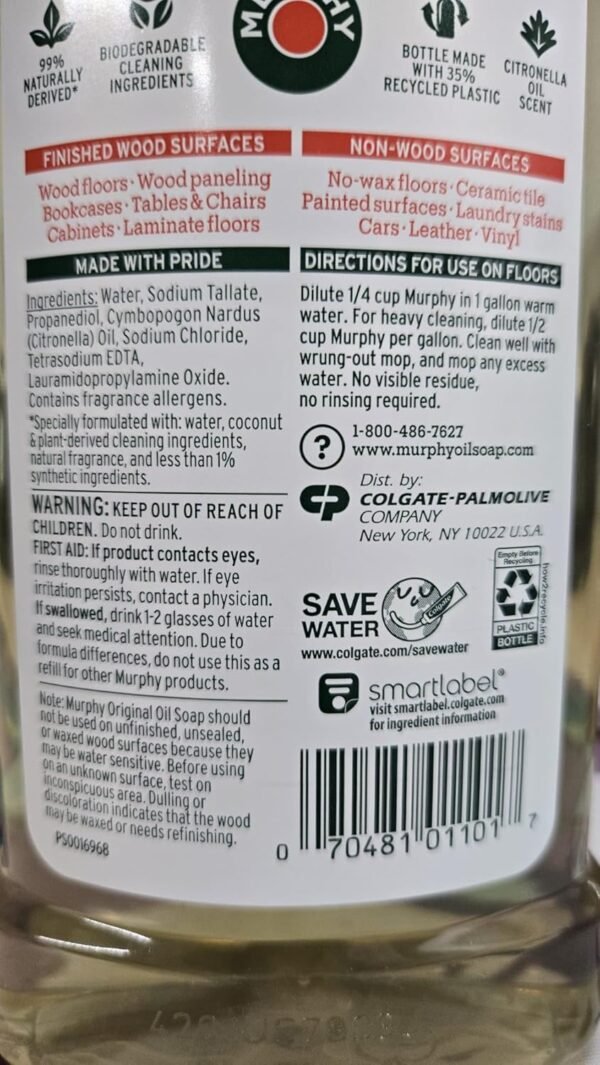 99%
NATURALLY
DERIVED*
BIODEGRADABLE
CLEANING
INGREDIENTS
BOTTLE MADE
WITH 35%
RECYCLED PLASTIC
CITRONELLA
OIL
SCENT
FINISHED WOOD SURFACES
Wood floors · Wood paneling
Bookcases · Tables & Chairs
Cabinets · Laminate floors
NON-WOOD SURFACES
No-wax floors · Ceramic tile
Painted surfaces · Laundry stains
Cars · Leather · Vinyl
MADE WITH PRIDE
Ingredients: Water, Sodium Tallate,
Propanediol, Cymbopogon Nardus
(Citronella) Oil, Sodium Chloride,
Tetrasodium EDTA,
Lauramidopropylamine Oxide.
Contains fragrance allergens.
*Specially formulated with: water, coconut
& plant-derived cleaning ingredients,
natural fragrance, and less than 1%
synthetic ingredients.
WARNING: KEEP OUT OF REACH OF
CHILDREN. Do not drink.
FIRST AID: If product contacts eyes,
rinse thoroughly with water. If eye
irritation persists, contact a physician.
If swallowed, drink 1-2 glasses of water
and seek medical attention. Due to
formula differences, do not use this as a
refill for other Murphy products.
Note: Murphy Original Oil Soap should
not be used on unfinished, unsealed,
or waxed wood surfaces because they
may be water sensitive. Before using
on an unknown surface, test on
inconspicuous area. Dulling or
discoloration indicates that the wood
may be waxed or needs refinishing.
PS0016968
DIRECTIONS FOR USE ON FLOORS
Dilute 1/4 cup Murphy in 1 gallon warm
water. For heavy cleaning, dilute 1/2
cup Murphy per gallon. Clean well with
wrung-out mop, and mop any excess
water. No visible residue,
no rinsing required.
?
1-800-486-7627
www.murphyoilsoap.com
Dist. by:
COLGATE-PALMOLIVE
COMPANY
New York, NY 10022 U.S.A.
SAVE
WATER
Colgate
www.colgate.com/savewater
Empty Before
Recycling
PLASTIC
BOTTLE
how2recycle.info
smartlabel®
visit smartlabel.colgate.com
for ingredient information
0 70481 01101 7